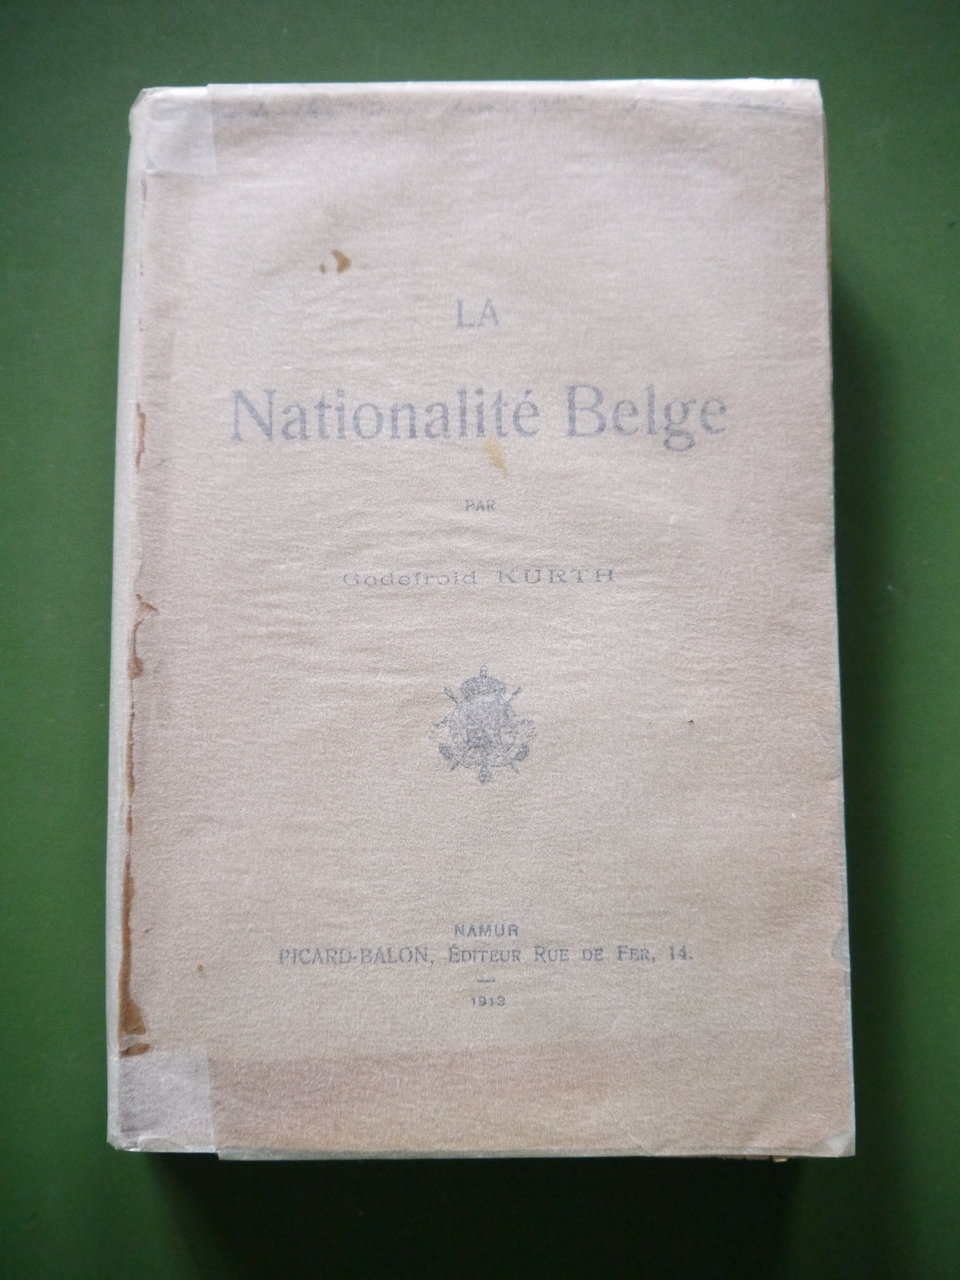 LA
Nationalité Belge
PAR
Godefroid KURTH
NAMUR
PICARD-BALON, ÉDITEUR RUE DE FER, 14.
1913